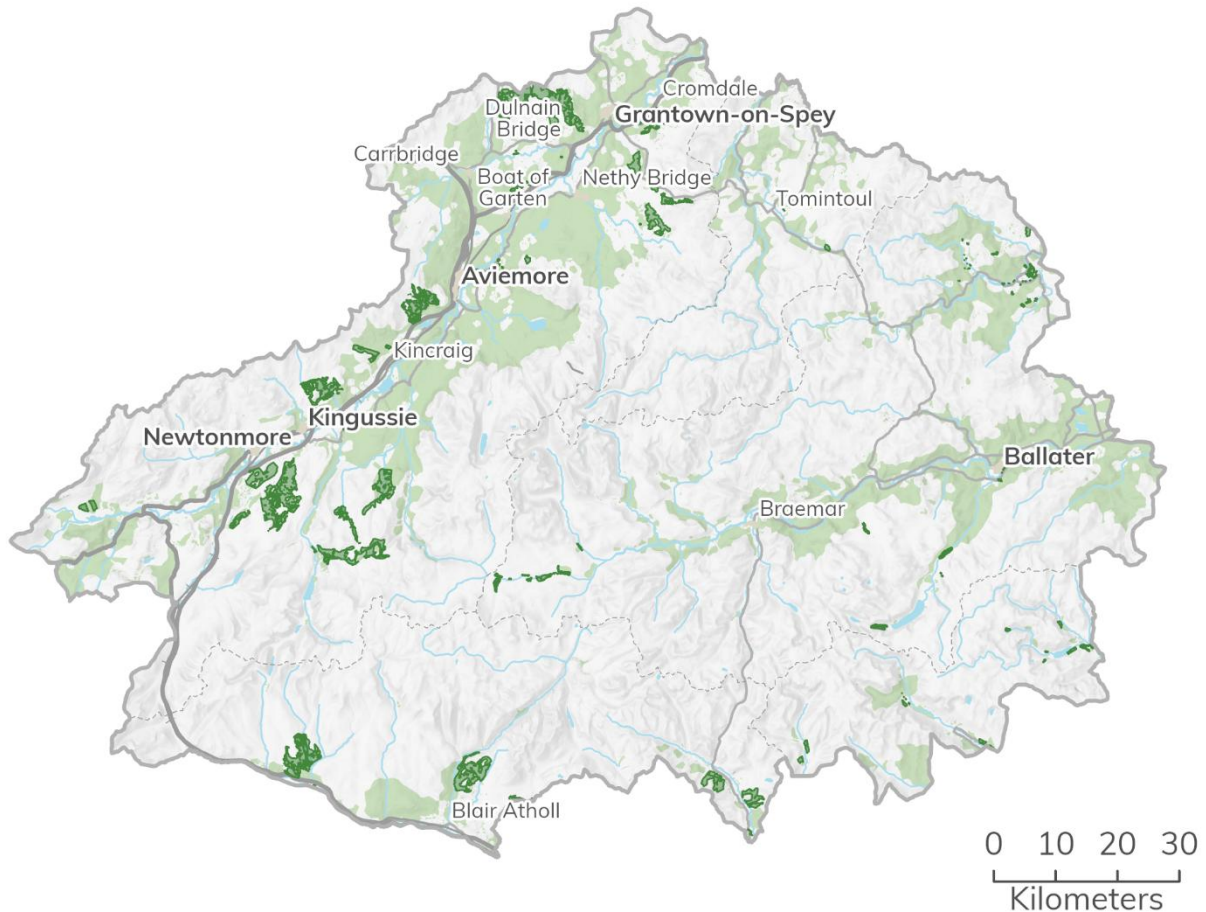 Cromdale
Dulnain
Bridge
Grantown-on-Spey
Carrbridge
Boat of
Garten
Nethy Bridge
Tomintoul
Aviemore
Kincraig
Kingussie
Newtonmore
Ballater
Braemar
Blair Atholl
0 10 20 30
Kilometers